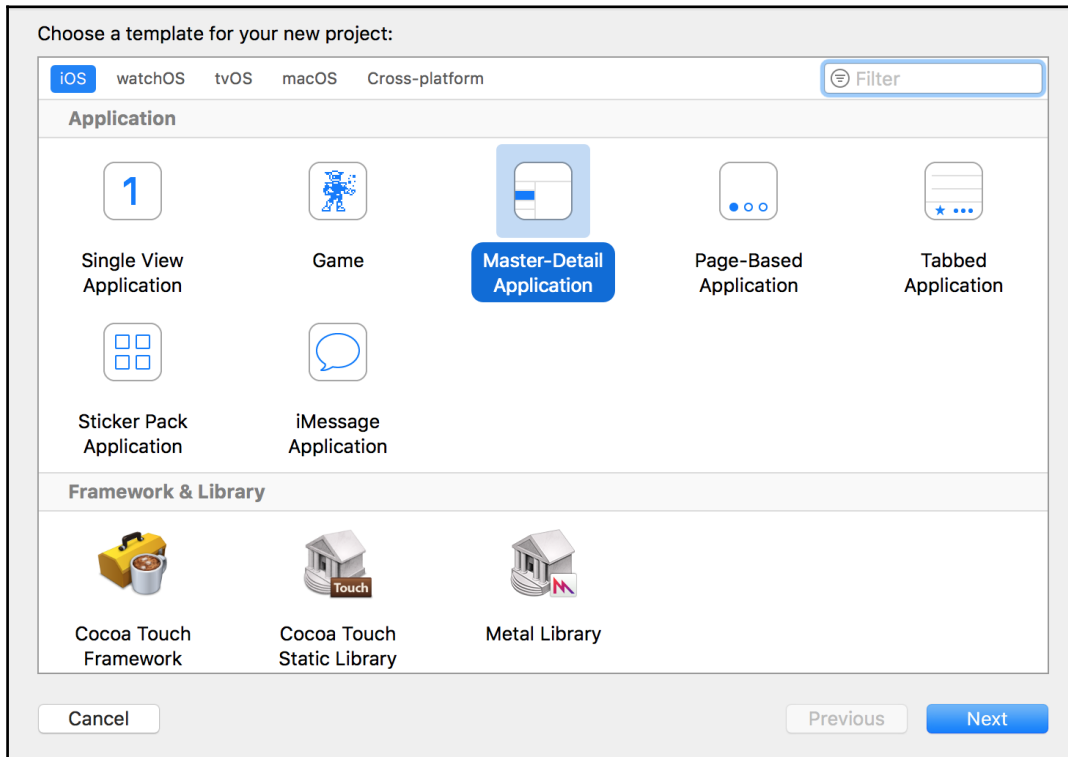 Choose a template for your new project:
iOS watchOS tvOS macOS Cross-platform Filter
Application
1
Single View Application
Game
Master-Detail Application
Page-Based Application
Tabbed Application
Sticker Pack Application
iMessage Application
Framework & Library
Touch
Cocoa Touch Framework
Cocoa Touch Static Library
Metal Library
Cancel Previous Next